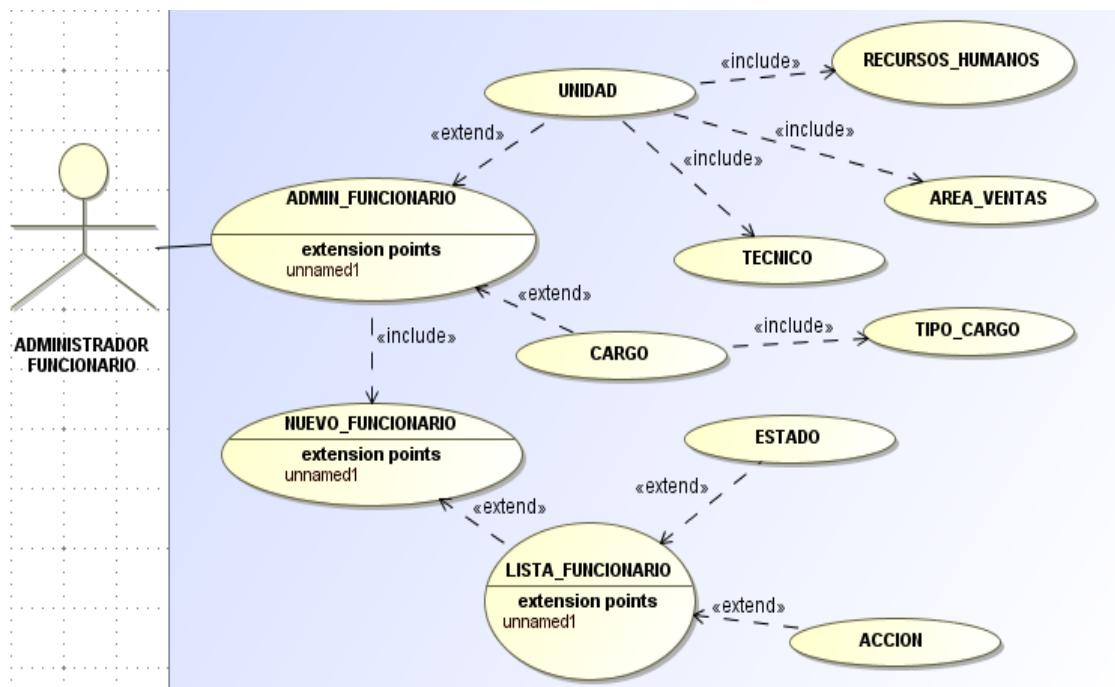 RECURSOS_HUMANOS
«include»
UNIDAD
«extend»
«include»
«include»
ADMIN_FUNCIONARIO
AREA_VENTAS
extension points
unnamed1
TECNICO
«extend»
«include»
TIPO_CARGO
«include»
CARGO
ADMINISTRADOR
FUNCIONARIO
NUEVO_FUNCIONARIO
extension points
unnamed1
ESTADO
«extend»
«extend»
LISTA_FUNCIONARIO
extension points
unnamed1
«extend»
ACCION